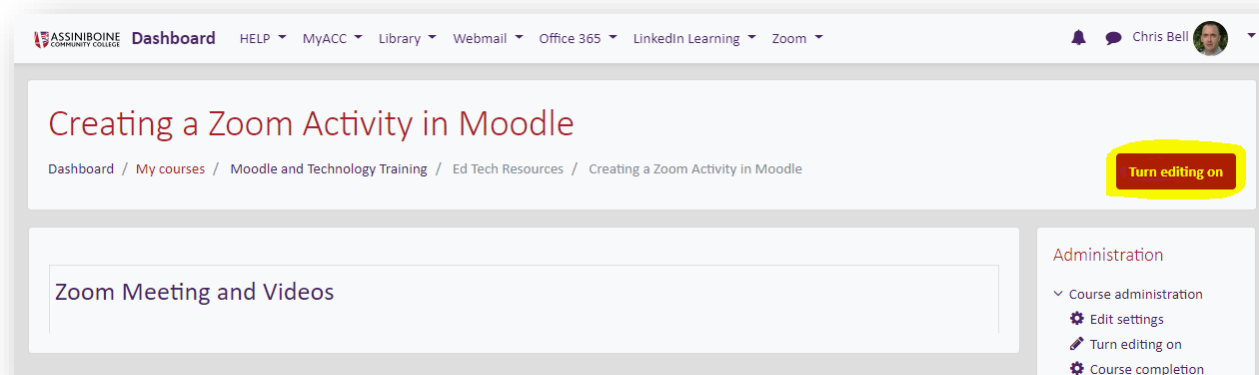 ASSINIBOINE
COMMUNITY COLLEGE
Dashboard HELP MyACC Library Webmail Office 365 LinkedIn Learning Zoom Chris Bell
Creating a Zoom Activity in Moodle
Dashboard / My courses / Moodle and Technology Training / Ed Tech Resources / Creating a Zoom Activity in Moodle
Turn editing on
Zoom Meeting and Videos
Administration
Course administration
Edit settings
Turn editing on
Course completion